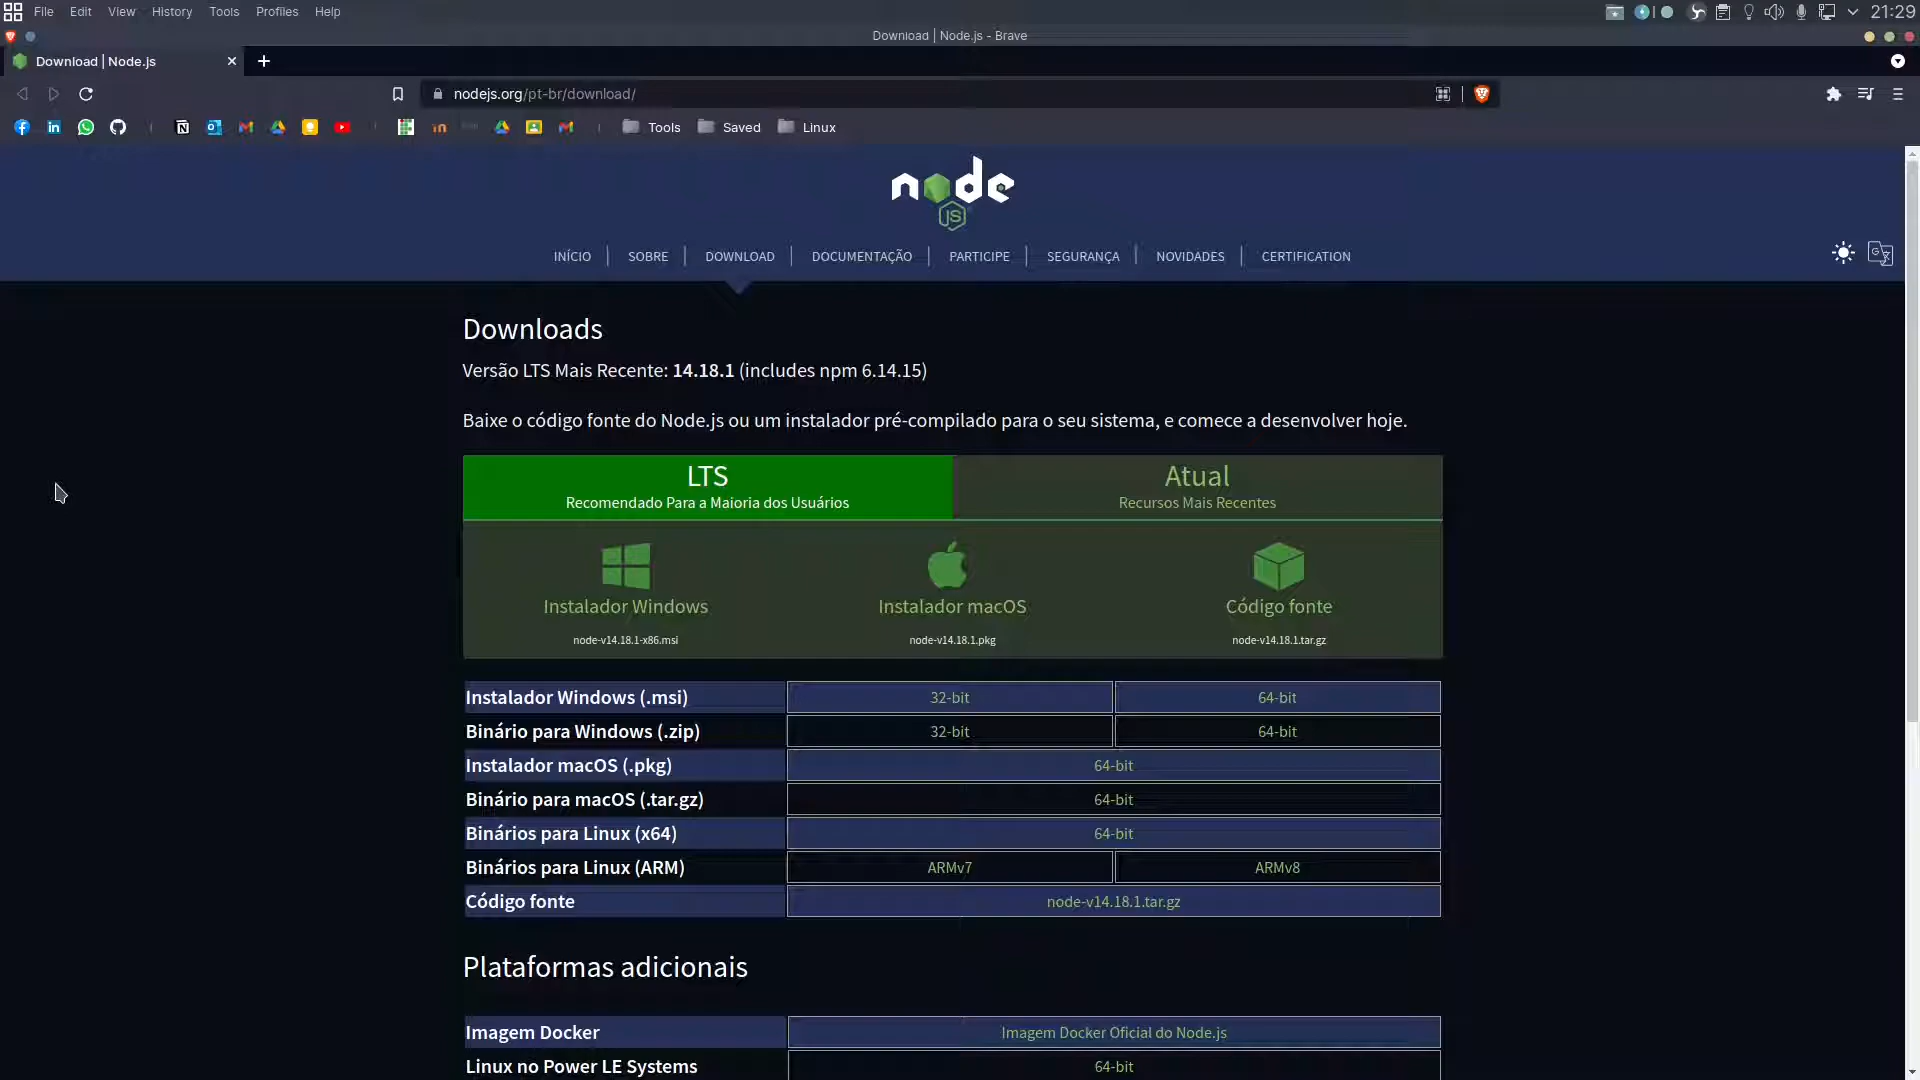 File Edit View History Tools Profiles Help 21:29
Download | Node.js - Brave
Download | Node.js
nodejs.org/pt-br/download/
Tools Saved Linux
node
JS
INÍCIO SOBRE DOWNLOAD DOCUMENTAÇÃO PARTICIPE SEGURANÇA NOVIDADES CERTIFICATION
Downloads
Versão LTS Mais Recente: 14.18.1 (includes npm 6.14.15)
Baixe o código fonte do Node.js ou um instalador pré-compilado para o seu sistema, e comece a desenvolver hoje.
LTS Atual
Recomendado Para a Maioria dos Usuários Recursos Mais Recentes
Instalador Windows Instalador macOS Código fonte
node-v14.18.1-x86.msi node-v14.18.1.pkg node-v14.18.1.tar.gz
Instalador Windows (.msi) 32-bit 64-bit
Binário para Windows (.zip) 32-bit 64-bit
Instalador macOS (.pkg) 64-bit
Binário para macOS (.tar.gz) 64-bit
Binários para Linux (x64) 64-bit
Binários para Linux (ARM) ARMv7 ARMv8
Código fonte node-v14.18.1.tar.gz
Plataformas adicionais
Imagem Docker Imagem Docker Oficial do Node.js
Linux no Power LE Systems 64-bit